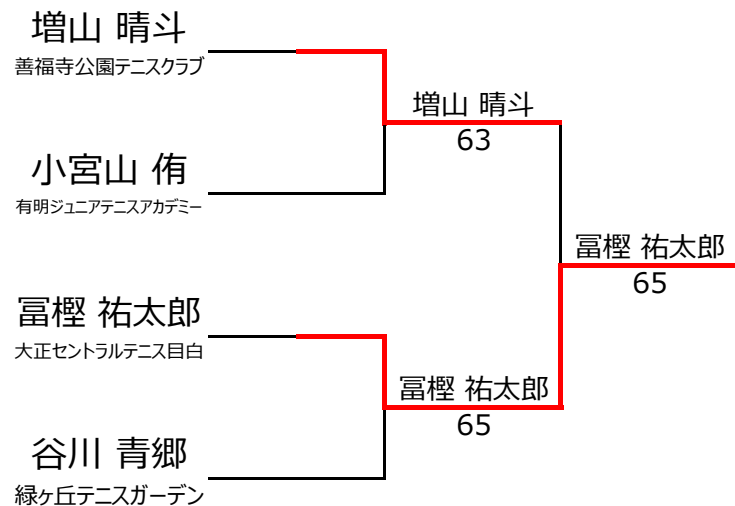 増山 晴斗
善福寺公園テニスクラブ
増山 晴斗
63
小宮山 侑
有明ジュニアテニスアカデミー
冨樫 祐太郎
65
冨樫 祐太郎
大正セントラルテニス目白
冨樫 祐太郎
65
谷川 青郷
緑ヶ丘テニスガーデン